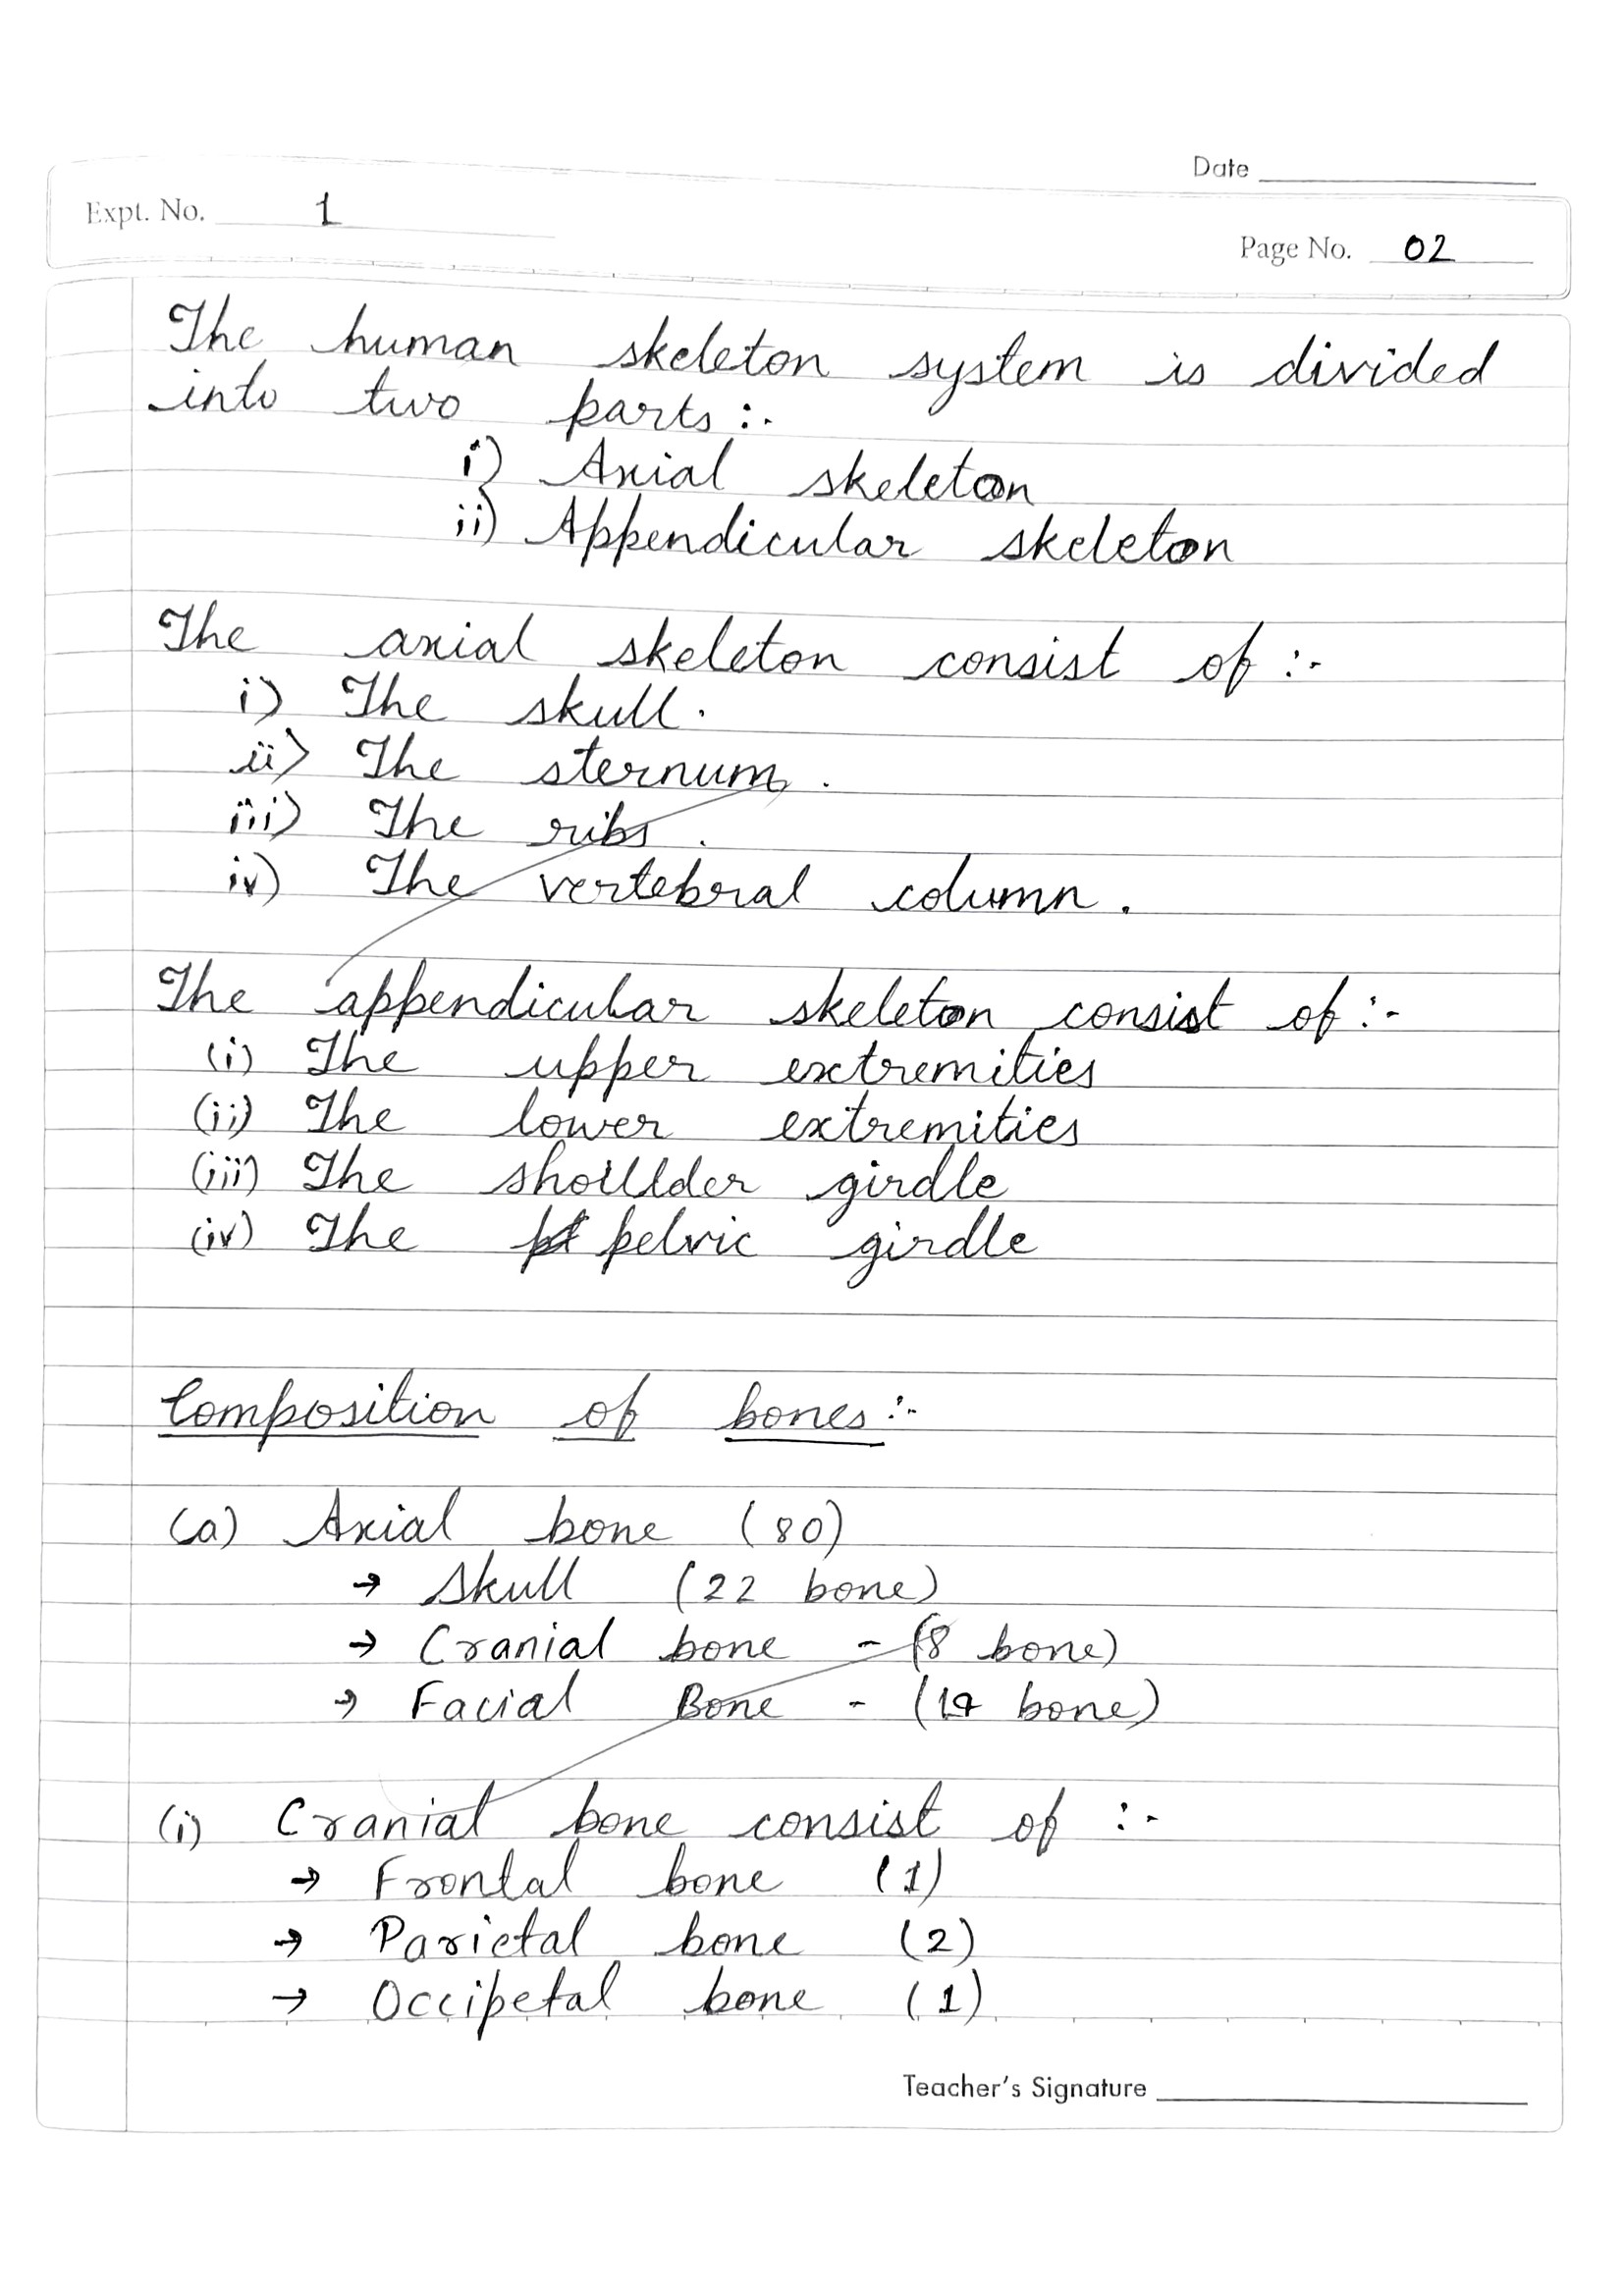 Date
Expt. No. 1
Page No. 02
The human skeleton system is divided
into two parts :-
i) Axial skeleton
ii) Appendicular skeleton
The axial skeleton consist of :-
i) The skull.
ii) The sternum.
iii) The ribs.
iv) The vertebral column.
The appendicular skeleton consist of :-
(i) The upper extremities
(ii) The lower extremities
(iii) The shoulder girdle
(iv) The pelvic girdle
Composition of bones :-
(a) Axial bone (80)
→ Skull (22 bone)
→ Cranial bone - (8 bone)
→ Facial Bone - (14 bone)
(i) Cranial bone consist of :-
→ Frontal bone (1)
→ Parietal bone (2)
→ Occipetal bone (1)
Teacher's Signature